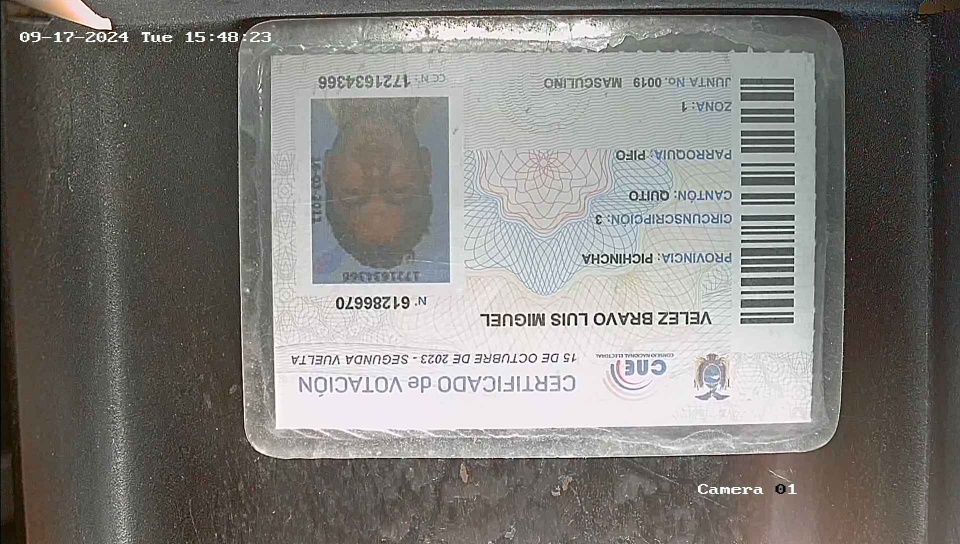 09-17-2024 Tue 15:48:23
CERTIFICADO de VOTACIÓN
15 DE OCTUBRE DE 2023 - SEGUNDA VUELTA
CNE
CONSEJO NACIONAL ELECTORAL
VELEZ BRAVO LUIS MIGUEL
N° 61286670
PROVINCIA: PICHINCHA
CIRCUNSCRIPCIÓN: 3
CANTÓN: QUITO
PARROQUIA: PIFO
ZONA: 1
JUNTA No. 0019 MASCULINO
1721634366
CC N°: 1721634366
Camera 01